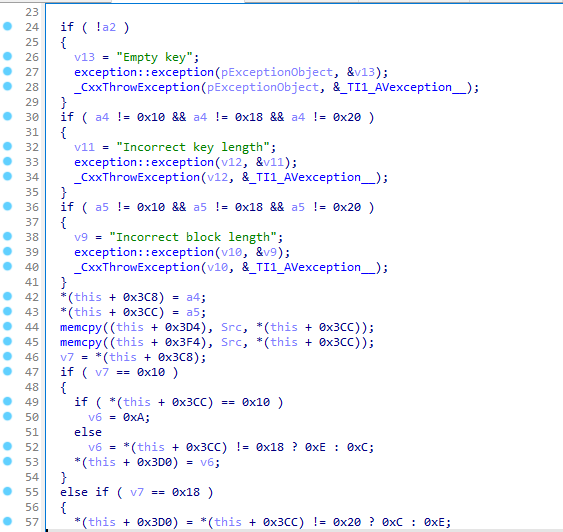 23
24 if ( !a2 )
25 {
26 v13 = "Empty key";
27 exception::exception(pExceptionObject, &v13);
28 _CxxThrowException(pExceptionObject, &_TI1_AVexception__);
29 }
30 if ( a4 != 0x10 && a4 != 0x18 && a4 != 0x20 )
31 {
32 v11 = "Incorrect key length";
33 exception::exception(v12, &v11);
34 _CxxThrowException(v12, &_TI1_AVexception__);
35 }
36 if ( a5 != 0x10 && a5 != 0x18 && a5 != 0x20 )
37 {
38 v9 = "Incorrect block length";
39 exception::exception(v10, &v9);
40 _CxxThrowException(v10, &_TI1_AVexception__);
41 }
42 *(this + 0x3C8) = a4;
43 *(this + 0x3CC) = a5;
44 memcpy((this + 0x3D4), Src, *(this + 0x3CC));
45 memcpy((this + 0x3F4), Src, *(this + 0x3CC));
46 v7 = *(this + 0x3C8);
47 if ( v7 == 0x10 )
48 {
49 if ( *(this + 0x3CC) == 0x10 )
50 v6 = 0xA;
51 else
52 v6 = *(this + 0x3CC) != 0x18 ? 0xE : 0xC;
53 *(this + 0x3D0) = v6;
54 }
55 else if ( v7 == 0x18 )
56 {
57 *(this + 0x3D0) = *(this + 0x3CC) != 0x20 ? 0xC : 0xE;